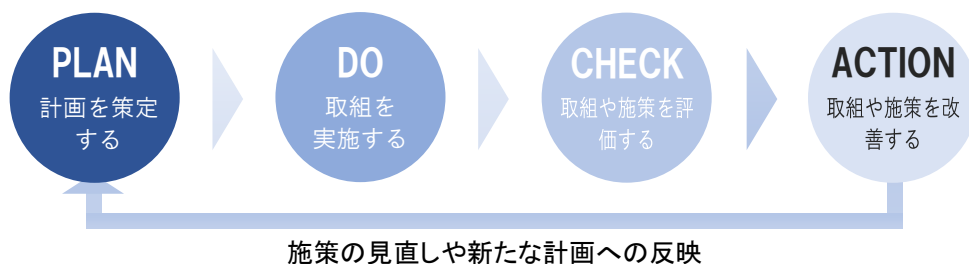 PLAN
計画を策定
する
DO
取組を
実施する
CHECK
取組や施策を評
価する
ACTION
取組や施策を改
善する
施策の見直しや新たな計画への反映